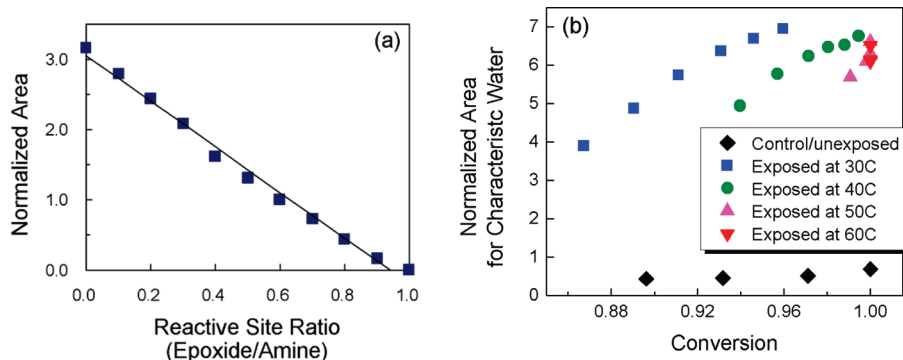 (a)
Normalized Area
3.0
2.0
1.0
0.0
0.0 0.2 0.4 0.6 0.8 1.0
Reactive Site Ratio
(Epoxide/Amine)
(b)
Normalized Area
for Characteristc Water
7
6
5
4
3
2
1
0
Control/unexposed
Exposed at 30C
Exposed at 40C
Exposed at 50C
Exposed at 60C
0.88 0.92 0.96 1.00
Conversion